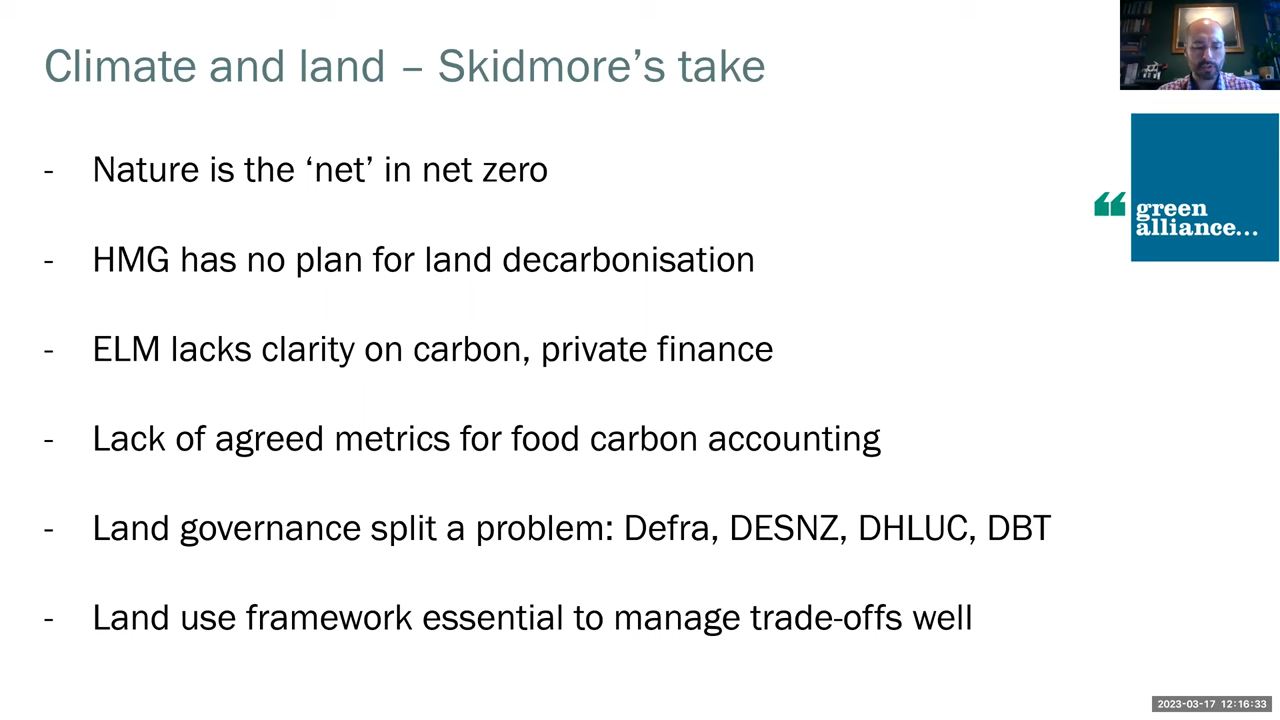 Climate and land – Skidmore’s take
- Nature is the ‘net’ in net zero
- HMG has no plan for land decarbonisation
- ELM lacks clarity on carbon, private finance
- Lack of agreed metrics for food carbon accounting
- Land governance split a problem: Defra, DESNZ, DHLUC, DBT
- Land use framework essential to manage trade-offs well
“ green
alliance...
2023-03-17 12:16:33